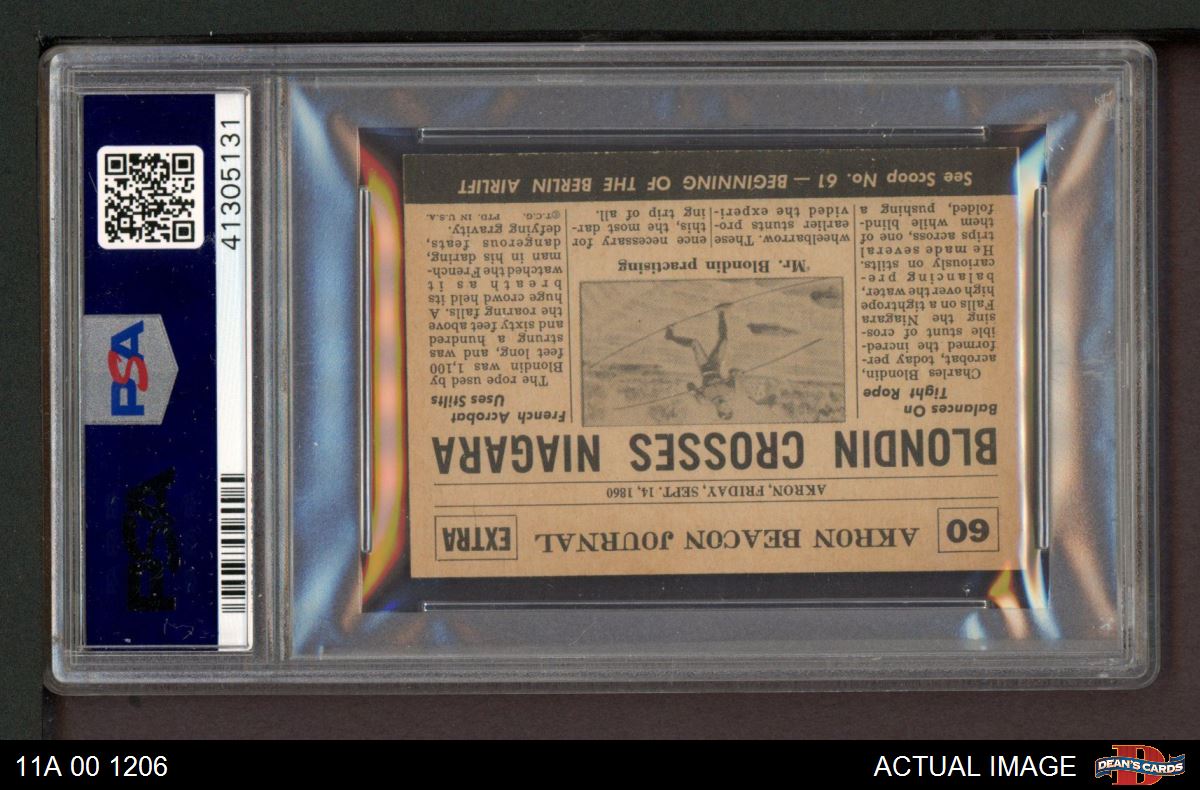 60
AKRON BEACON JOURNAL
EXTRA
AKRON, FRIDAY, SEPT. 14, 1860
BLONDIN CROSSES NIAGARA
Balances On
Tight Rope
Charles Blondin,
acrobat, today per-
formed the incred-
ible stunt of cros-
sing the Niagara
Falls on a tightrope
high over the water,
balancing pre-
cariously on stilts.
He made several
trips across, one of
them while blind-
folded, pushing a
'Mr. Blondin practising
wheelbarrow. These
earlier stunts pro-
vided the experi-
ence necessary for
this, the most dar-
ing trip of all.
French Acrobat
Uses Stilts
The rope used by
Blondin was 1,100
feet long, and was
strung a hundred
and sixty feet above
the roaring falls. A
huge crowd held its
breath as it
watched the French-
man in his daring,
dangerous feats,
defying gravity.
©T.C.G. PTD. IN U.S.A.
See Scoop No. 61 — BEGINNING OF THE BERLIN AIRLIFT
41305131
PSA
PSA
11A 00 1206
ACTUAL IMAGE
DEAN'S CARDS